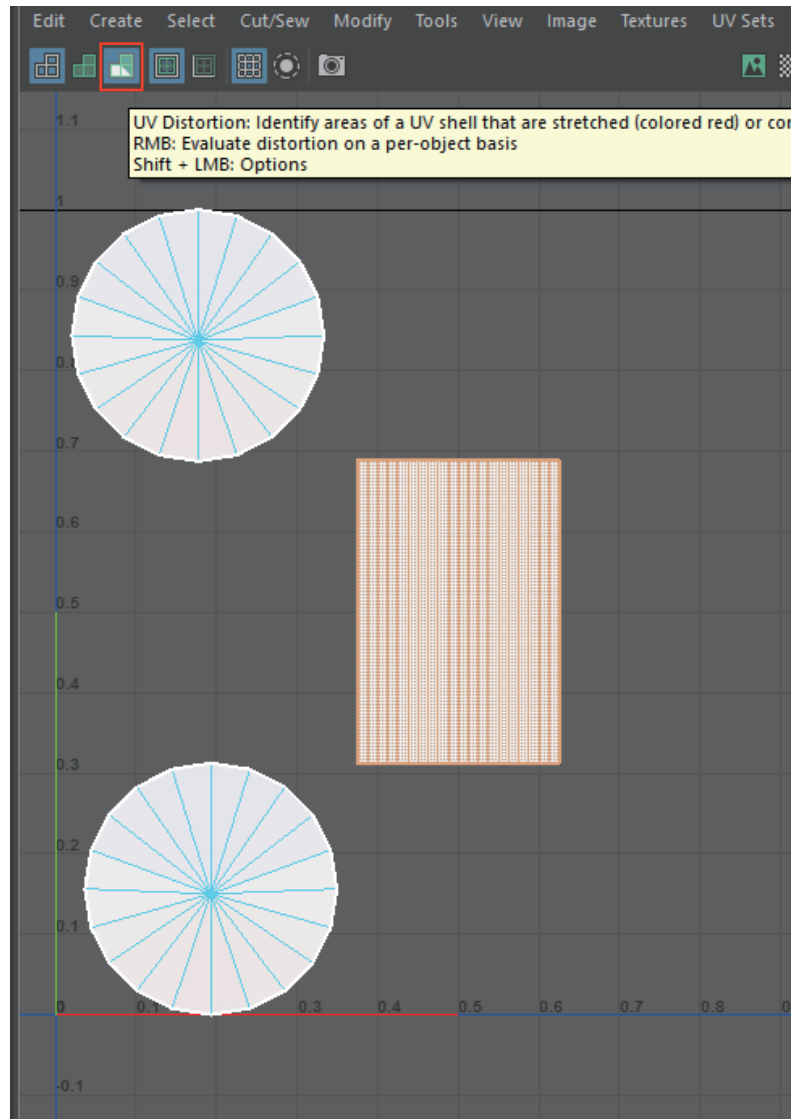 Edit Create Select Cut/Sew Modify Tools View Image Textures UV Sets
UV Distortion: Identify areas of a UV shell that are stretched (colored red) or
RMB: Evaluate distortion on a per-object basis
Shift + LMB: Options
1.1
1
0.9
0.7
0.6
0.5
0.4
0.3
0.2
0.1
0 0.1 0.3 0.4 0.5 0.6 0.7 0.8
-0.1